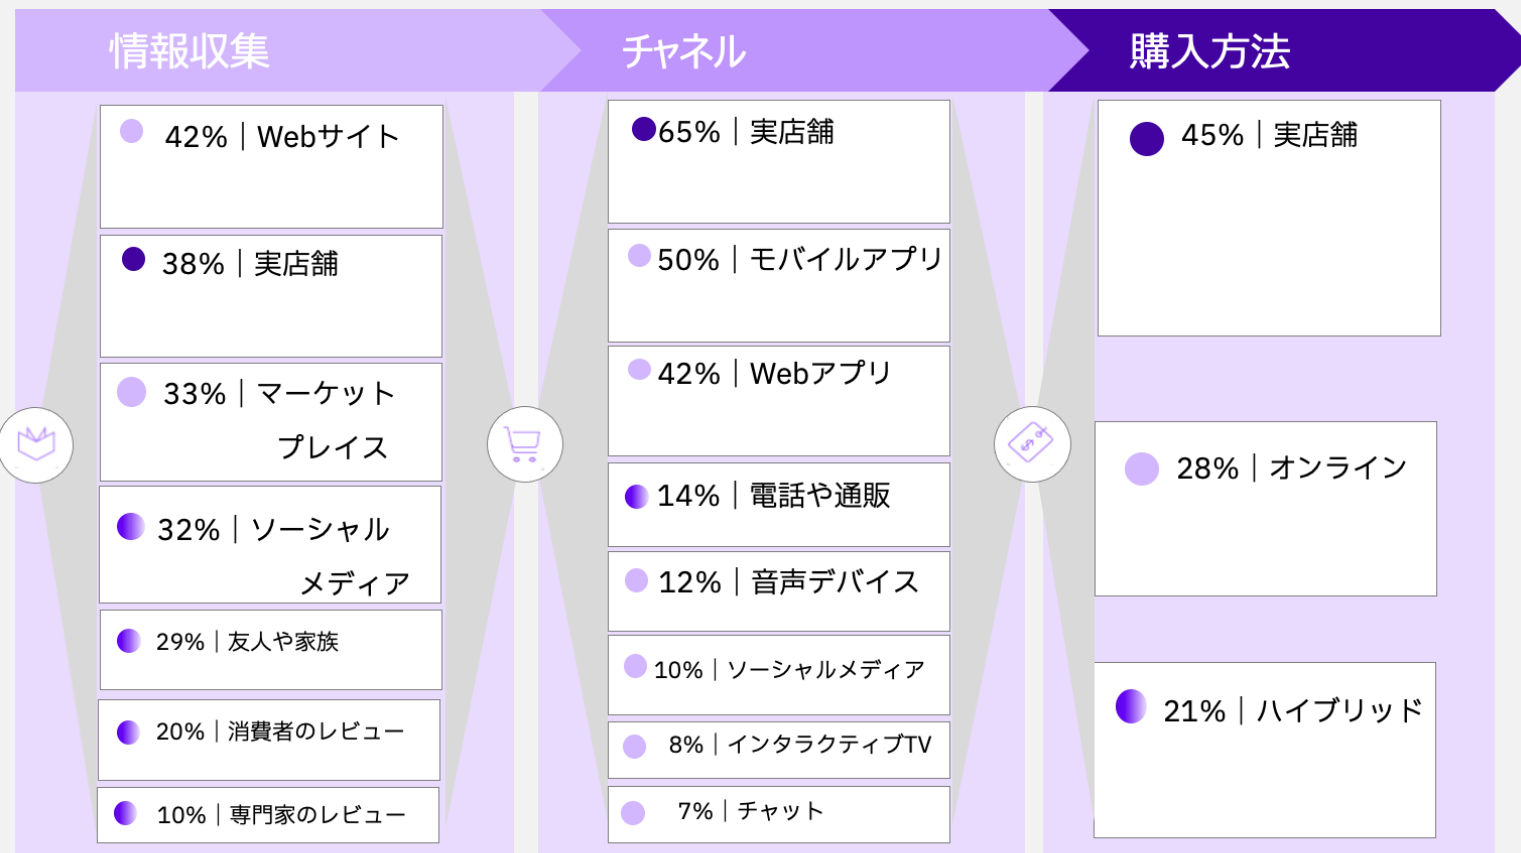 情報収集
42%｜Webサイト
38%｜実店舗
33%｜マーケット
プレイス
32%｜ソーシャル
メディア
29%｜友人や家族
20%｜消費者のレビュー
10%｜専門家のレビュー
チャネル
65%｜実店舗
50%｜モバイルアプリ
42%｜Webアプリ
14%｜電話や通販
12%｜音声デバイス
10%｜ソーシャルメディア
8%｜インタラクティブTV
7%｜チャット
購入方法
45%｜実店舗
28%｜オンライン
21%｜ハイブリッド